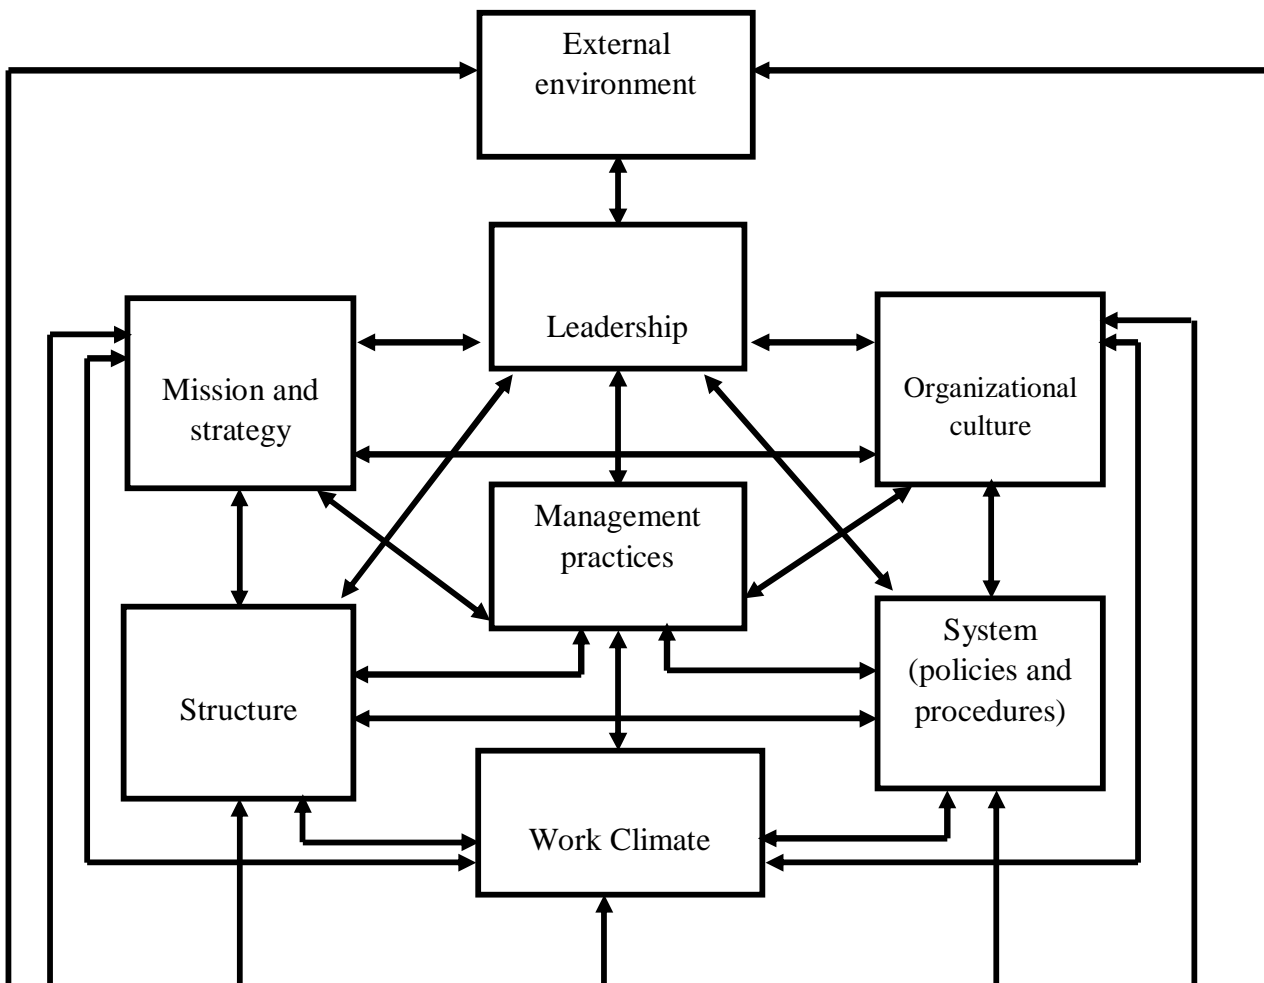 External
environment
Leadership
Mission and
strategy
Organizational
culture
Management
practices
Structure
System
(policies and
procedures)
Work Climate